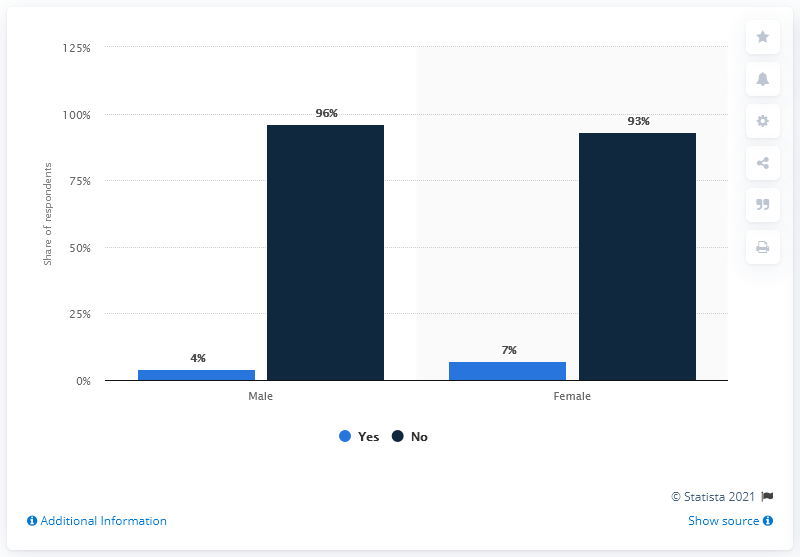 125%
100%
75%
50%
25%
0%
Share of respondents
96%
93%
4%
7%
Male
Female
Yes
No
© Statista 2021
Additional Information
Show source